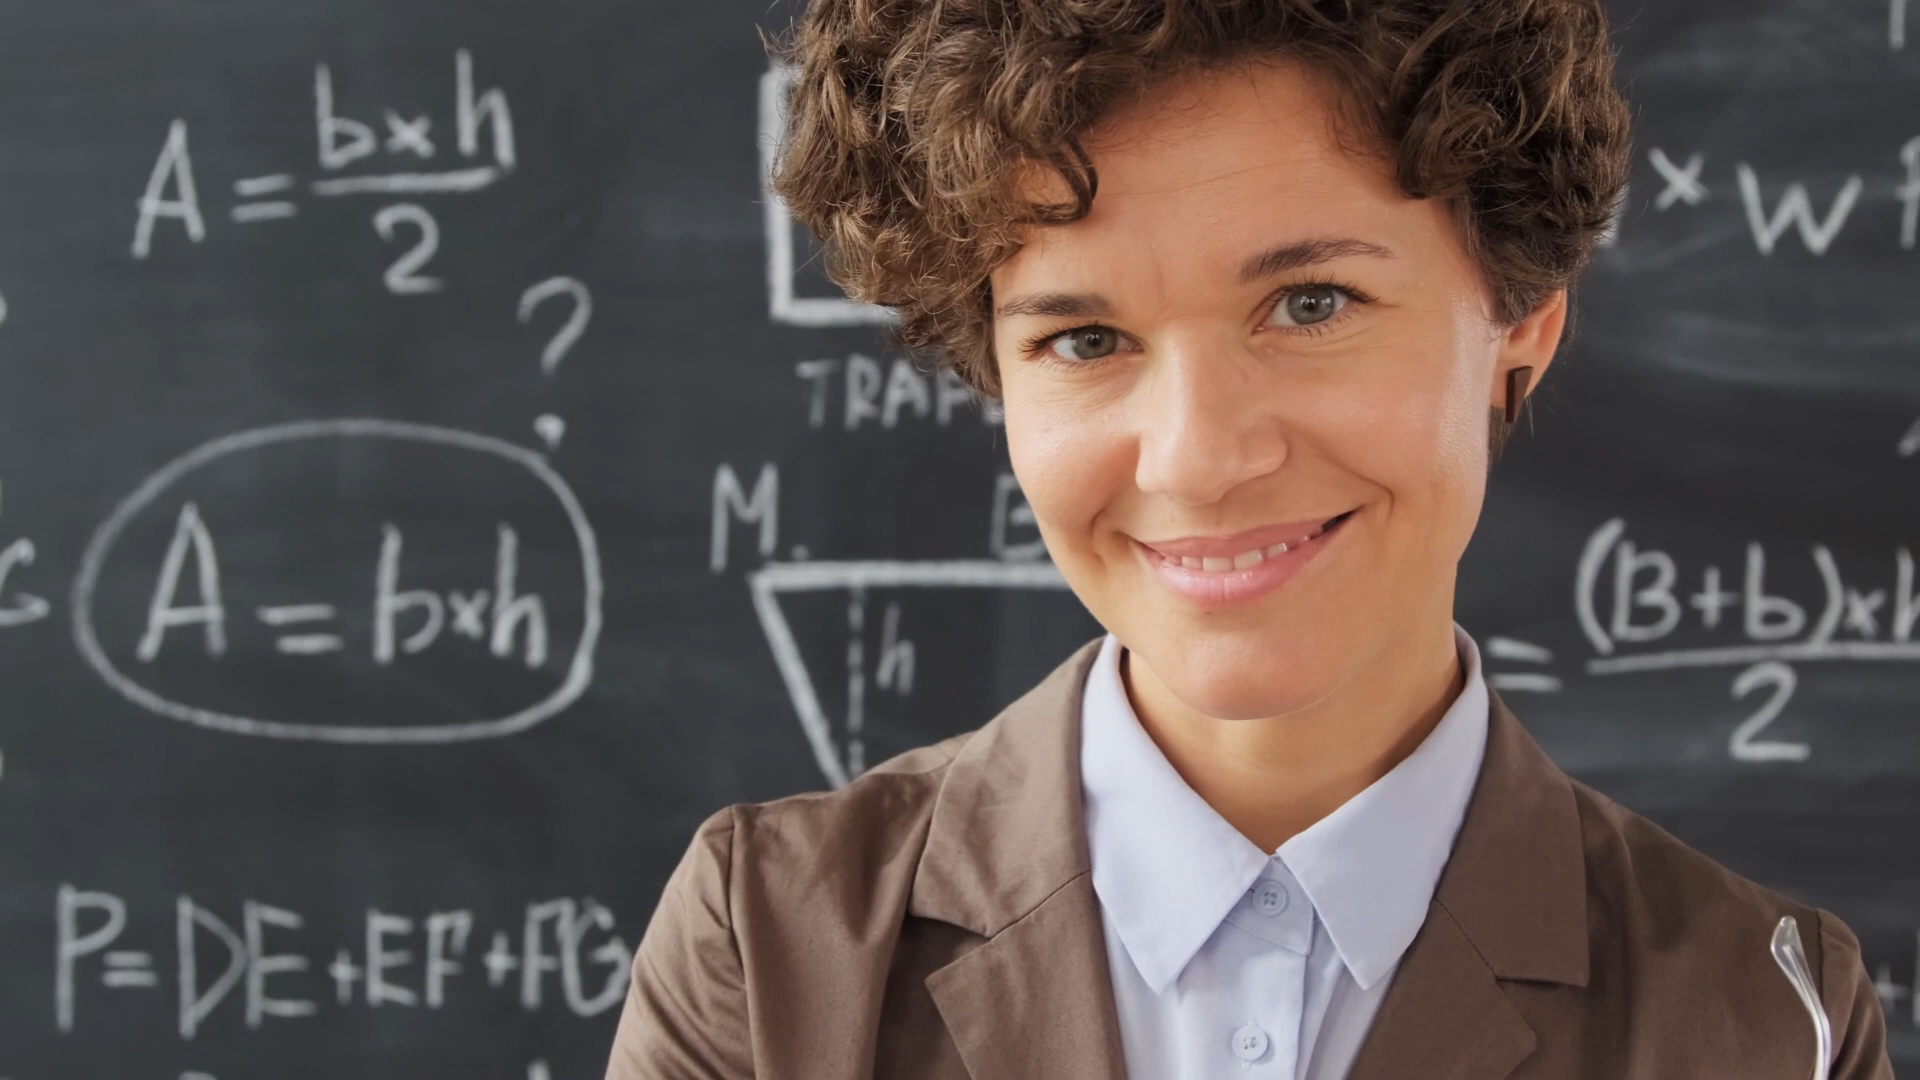 A = b×h
2
?
A = b×h
P = DE + EF + FG
TRAP
M
h
× W
= (B+b)×h
2